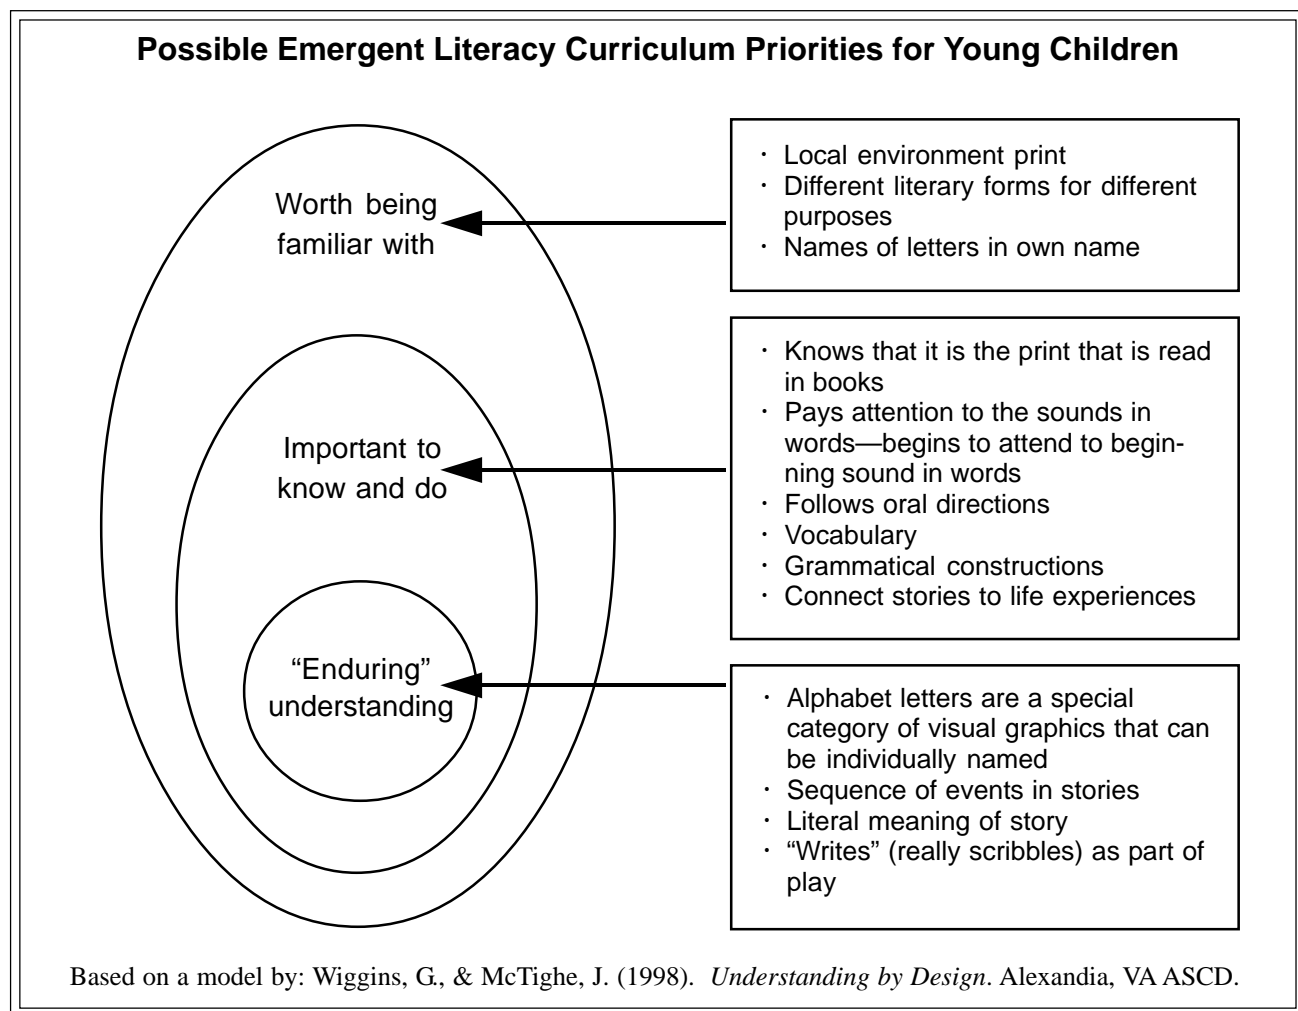 Possible Emergent Literacy Curriculum Priorities for Young Children
Worth being
familiar with
· Local environment print
· Different literary forms for different
purposes
· Names of letters in own name
Important to
know and do
· Knows that it is the print that is read
in books
· Pays attention to the sounds in
words—begins to attend to begin-
ning sound in words
· Follows oral directions
· Vocabulary
· Grammatical constructions
· Connect stories to life experiences
“Enduring”
understanding
· Alphabet letters are a special
category of visual graphics that can
be individually named
· Sequence of events in stories
· Literal meaning of story
· “Writes” (really scribbles) as part of
play
Based on a model by: Wiggins, G., & McTighe, J. (1998). Understanding by Design. Alexandia, VA ASCD.